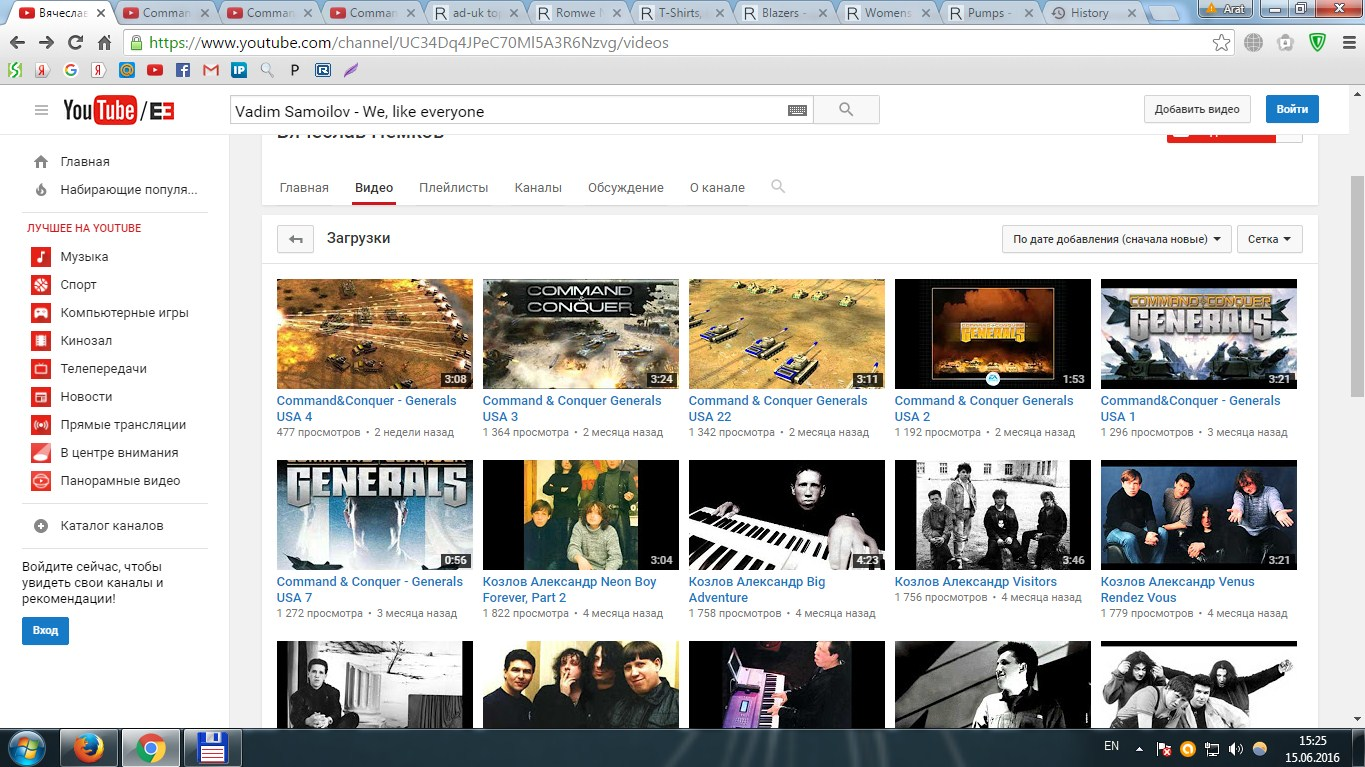 Вячеслав
Comman
Comman
Comman
ad-uk top
Romwe
T-Shirts,
Blazers -
Womens
Pumps -
History
Arat
https://www.youtube.com/channel/UC34Dq4JPeC70Ml5A3R6Nzvg/videos
YouTube
Vadim Samoilov - We, like everyone
Добавить видео
Войти
Вячеслав Немков
Главная
Набирающие популя...
ЛУЧШЕЕ НА YOUTUBE
Музыка
Спорт
Компьютерные игры
Кинозал
Телепередачи
Новости
Прямые трансляции
В центре внимания
Панорамные видео
Каталог каналов
Войдите сейчас, чтобы
увидеть свои каналы и
рекомендации!
Вход
Главная Видео Плейлисты Каналы Обсуждение О канале
Загрузки
По дате добавления (сначала новые)
Сетка
3:08
Command&Conquer - Generals
USA 4
477 просмотров • 2 недели назад
COMMAND
& CONQUER
3:24
Command & Conquer Generals
USA 3
1 364 просмотра • 2 месяца назад
3:11
Command & Conquer Generals
USA 22
1 342 просмотра • 2 месяца назад
GENERALS
EA
1:53
Command & Conquer Generals
USA 2
1 192 просмотра • 2 месяца назад
COMMAND CONQUER
GENERALS
3:21
Command&Conquer - Generals
USA 1
1 296 просмотров • 3 месяца назад
COMMAND CONQUER
GENERALS
0:56
Command & Conquer - Generals
USA 7
1 272 просмотра • 3 месяца назад
3:04
Козлов Александр Neon Boy
Forever, Part 2
1 822 просмотра • 4 месяца назад
4:23
Козлов Александр Big
Adventure
1 758 просмотров • 4 месяца назад
3:46
Козлов Александр Visitors
1 756 просмотров • 4 месяца назад
3:21
Козлов Александр Venus
Rendez Vous
1 779 просмотров • 4 месяца назад
EN
15:25
15.06.2016